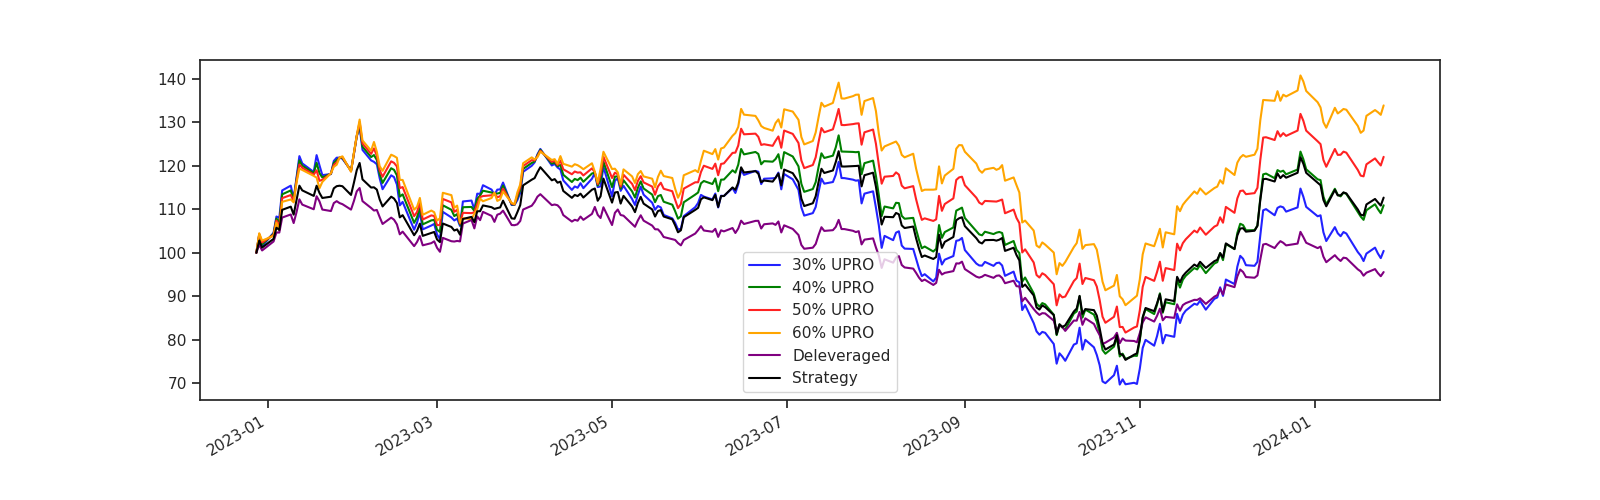 140
130
120
110
100
90
80
70
30% UPRO
40% UPRO
50% UPRO
60% UPRO
Deleveraged
Strategy
2023-01
2023-03
2023-05
2023-07
2023-09
2023-11
2024-01